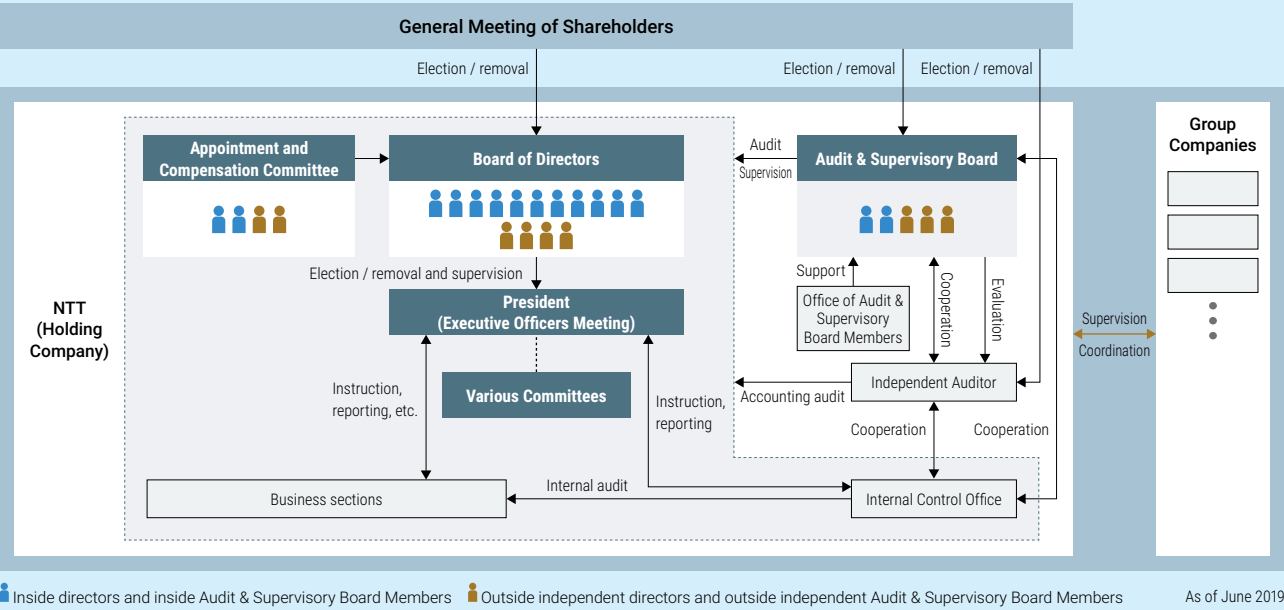 General Meeting of Shareholders
Election / removal
Election / removal
Election / removal
Group
Companies
Appointment and
Compensation Committee
Board of Directors
Audit
Supervision
Audit & Supervisory Board
Election / removal and supervision
Support
Cooperation
Evaluation
NTT
(Holding
Company)
President
(Executive Officers Meeting)
Office of Audit &
Supervisory
Board Members
Supervision
Coordination
Instruction,
reporting, etc.
Various Committees
Instruction,
reporting
Accounting audit
Independent Auditor
Cooperation
Cooperation
Business sections
Internal audit
Internal Control Office
Inside directors and inside Audit & Supervisory Board Members
Outside independent directors and outside independent Audit & Supervisory Board Members
As of June 2019